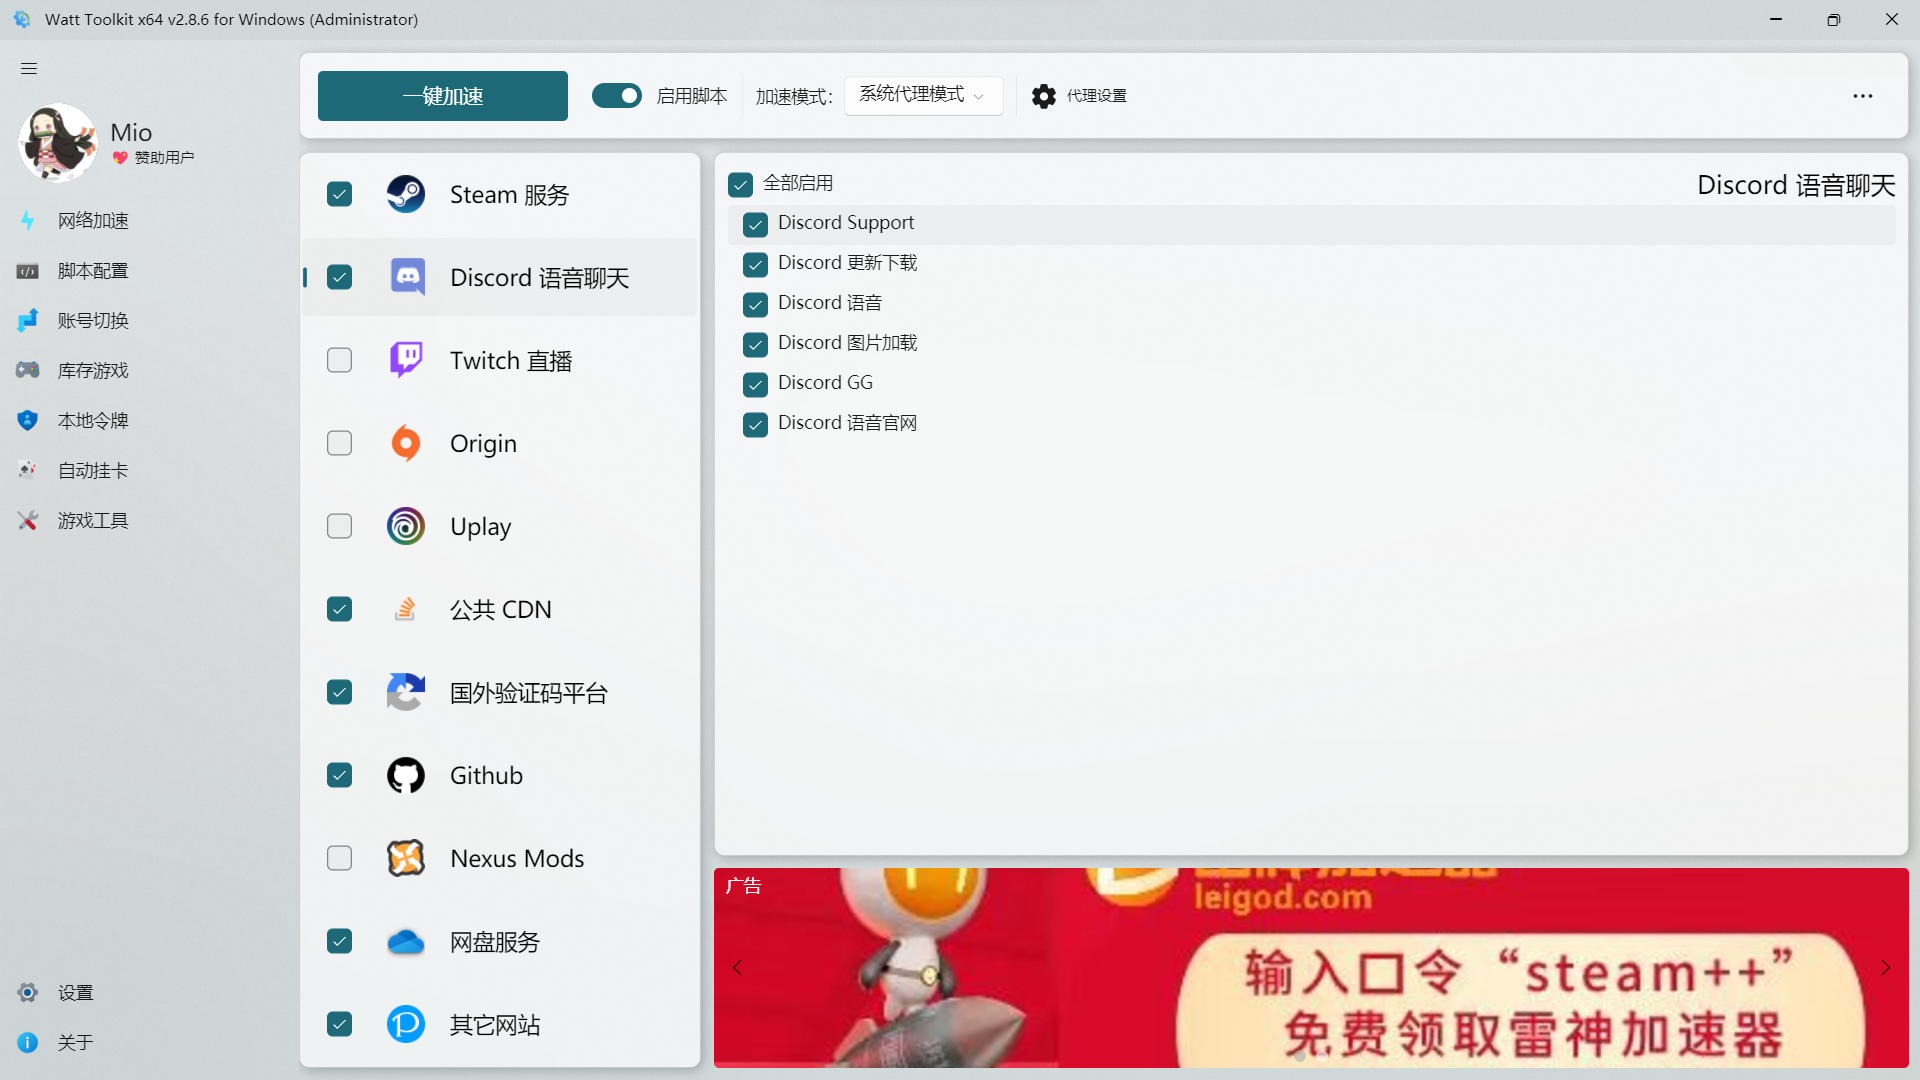 Watt Toolkit x64 v2.8.6 for Windows (Administrator)
Mio
赞助用户
网络加速
脚本配置
账号切换
库存游戏
本地令牌
自动挂卡
游戏工具
设置
关于
一键加速
启用脚本
加速模式:
系统代理模式
代理设置
Steam 服务
Discord 语音聊天
Twitch 直播
Origin
Uplay
公共 CDN
国外验证码平台
Github
Nexus Mods
网盘服务
其它网站
全部启用
Discord 语音聊天
Discord Support
Discord 更新下载
Discord 语音
Discord 图片加载
Discord GG
Discord 语音官网
广告
leigod.com
输入口令“steam++”
免费领取雷神加速器